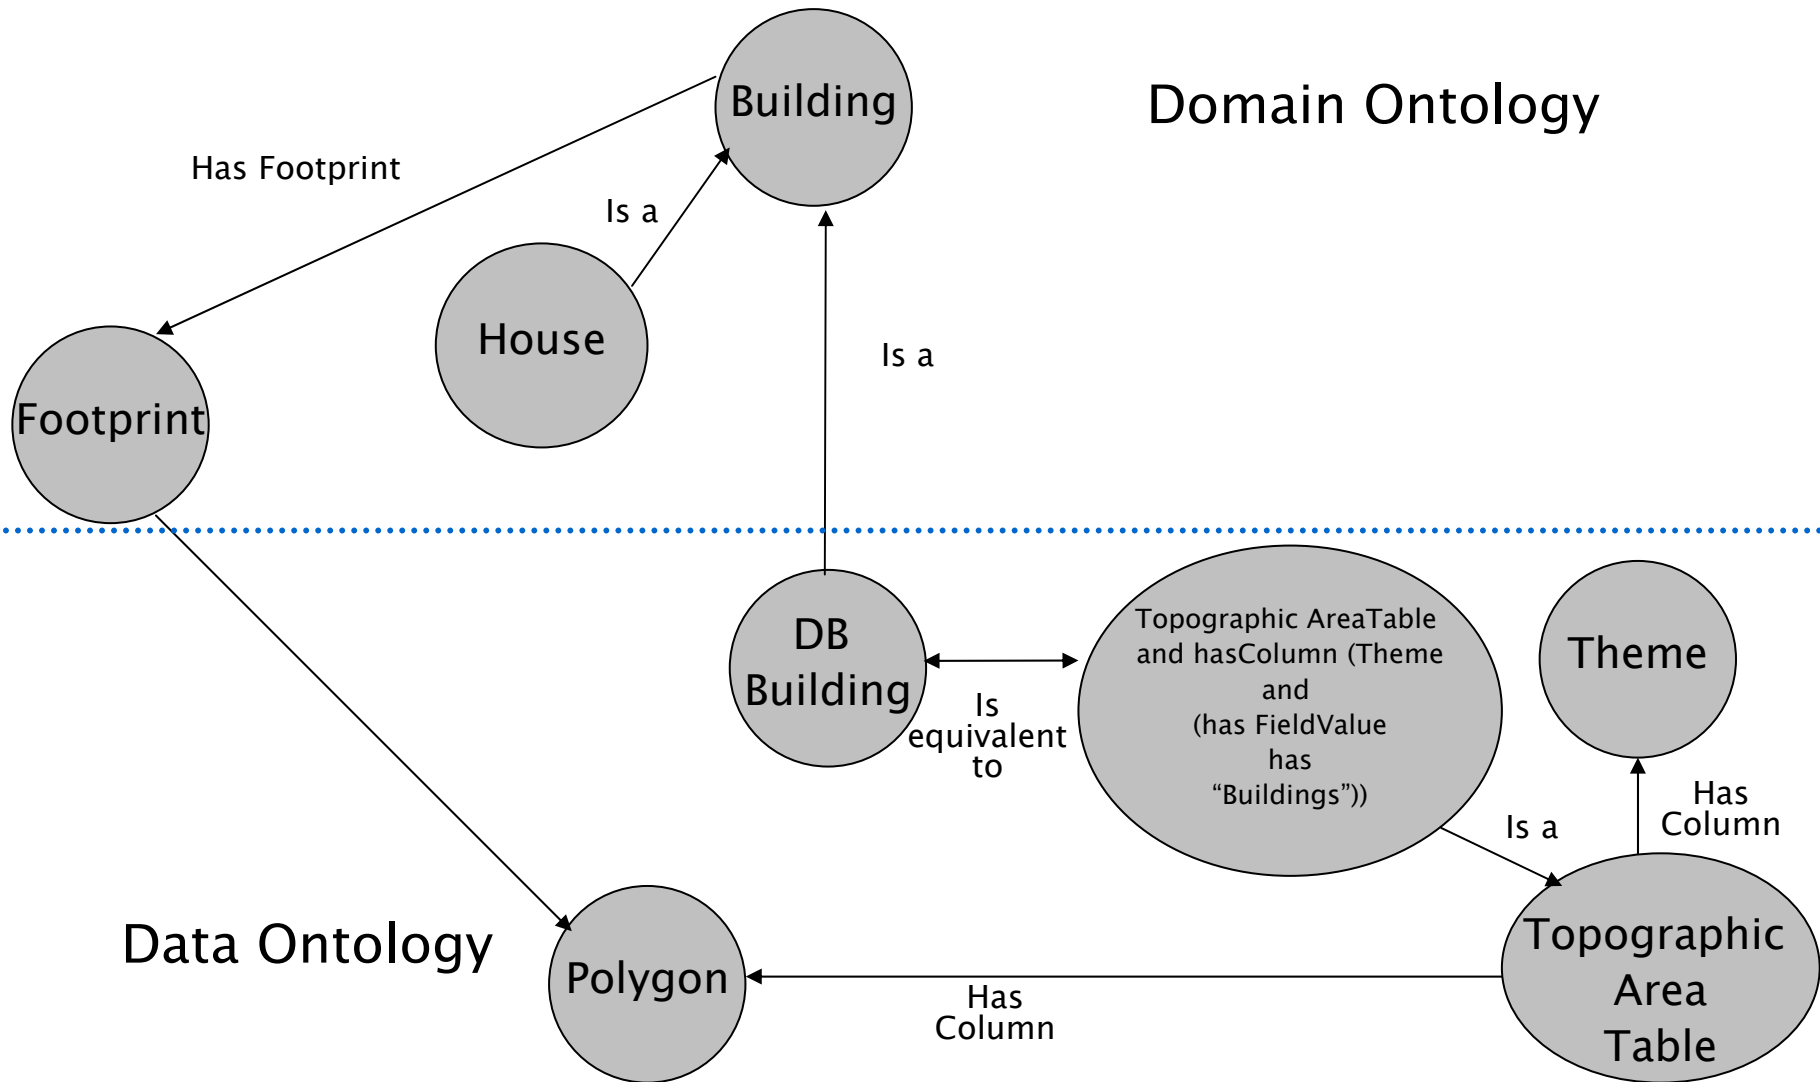 Building
Domain Ontology
Has Footprint
Is a
House
Is a
Footprint
DB
Building
Is
equivalent
to
Topographic AreaTable
and hasColumn (Theme
and
(has FieldValue
has
“Buildings”))
Theme
Has
Column
Is a
Data Ontology
Polygon
Has
Column
Topographic
Area
Table